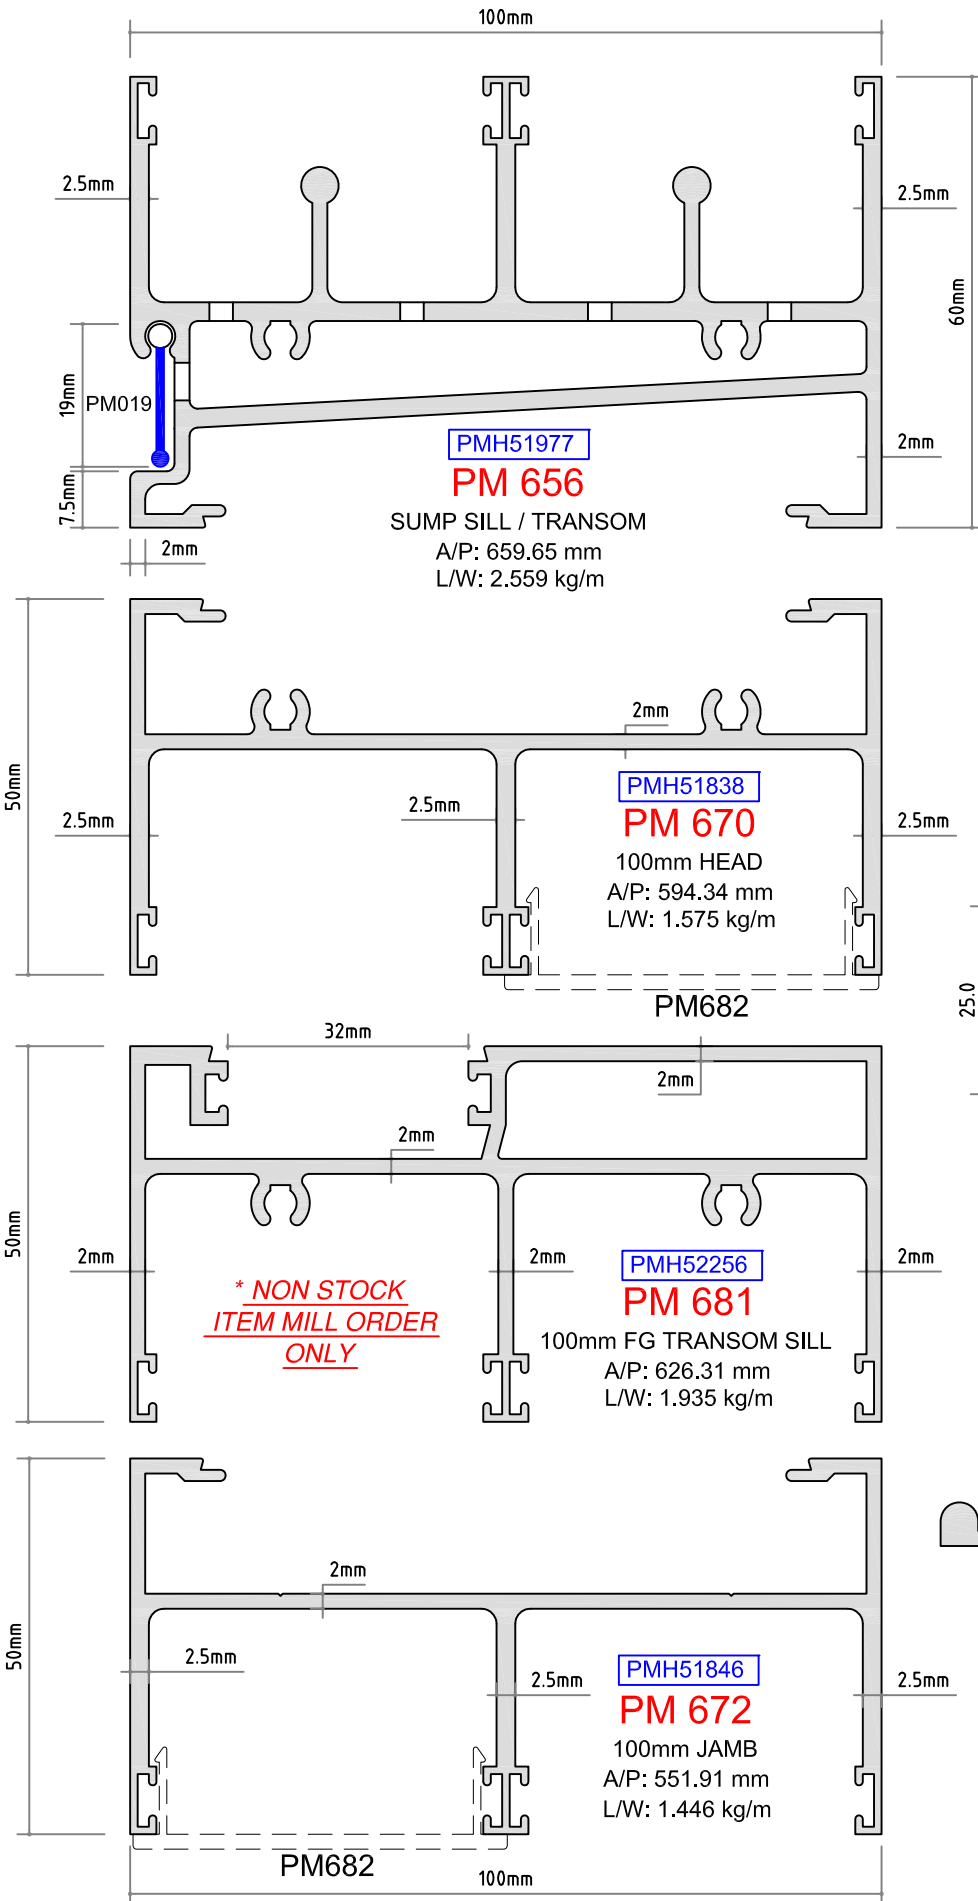 100mm
2.5mm
2.5mm
60mm
19mm
PM019
7.5mm
PMH51977
PM 656
SUMP SILL / TRANSOM
A/P: 659.65 mm
L/W: 2.559 kg/m
2mm
2mm
50mm
2mm
2.5mm
2.5mm
2.5mm
PMH51838
PM 670
100mm HEAD
A/P: 594.34 mm
L/W: 1.575 kg/m
PM682
25.0
32mm
2mm
2mm
50mm
2mm
2mm
2mm
* NON STOCK
ITEM MILL ORDER
ONLY
PMH52256
PM 681
100mm FG TRANSOM SILL
A/P: 626.31 mm
L/W: 1.935 kg/m
2mm
50mm
2.5mm
2.5mm
2.5mm
PMH51846
PM 672
100mm JAMB
A/P: 551.91 mm
L/W: 1.446 kg/m
PM682
100mm